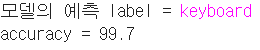 모델의 예측 label = keyboard
accuracy = 99.7